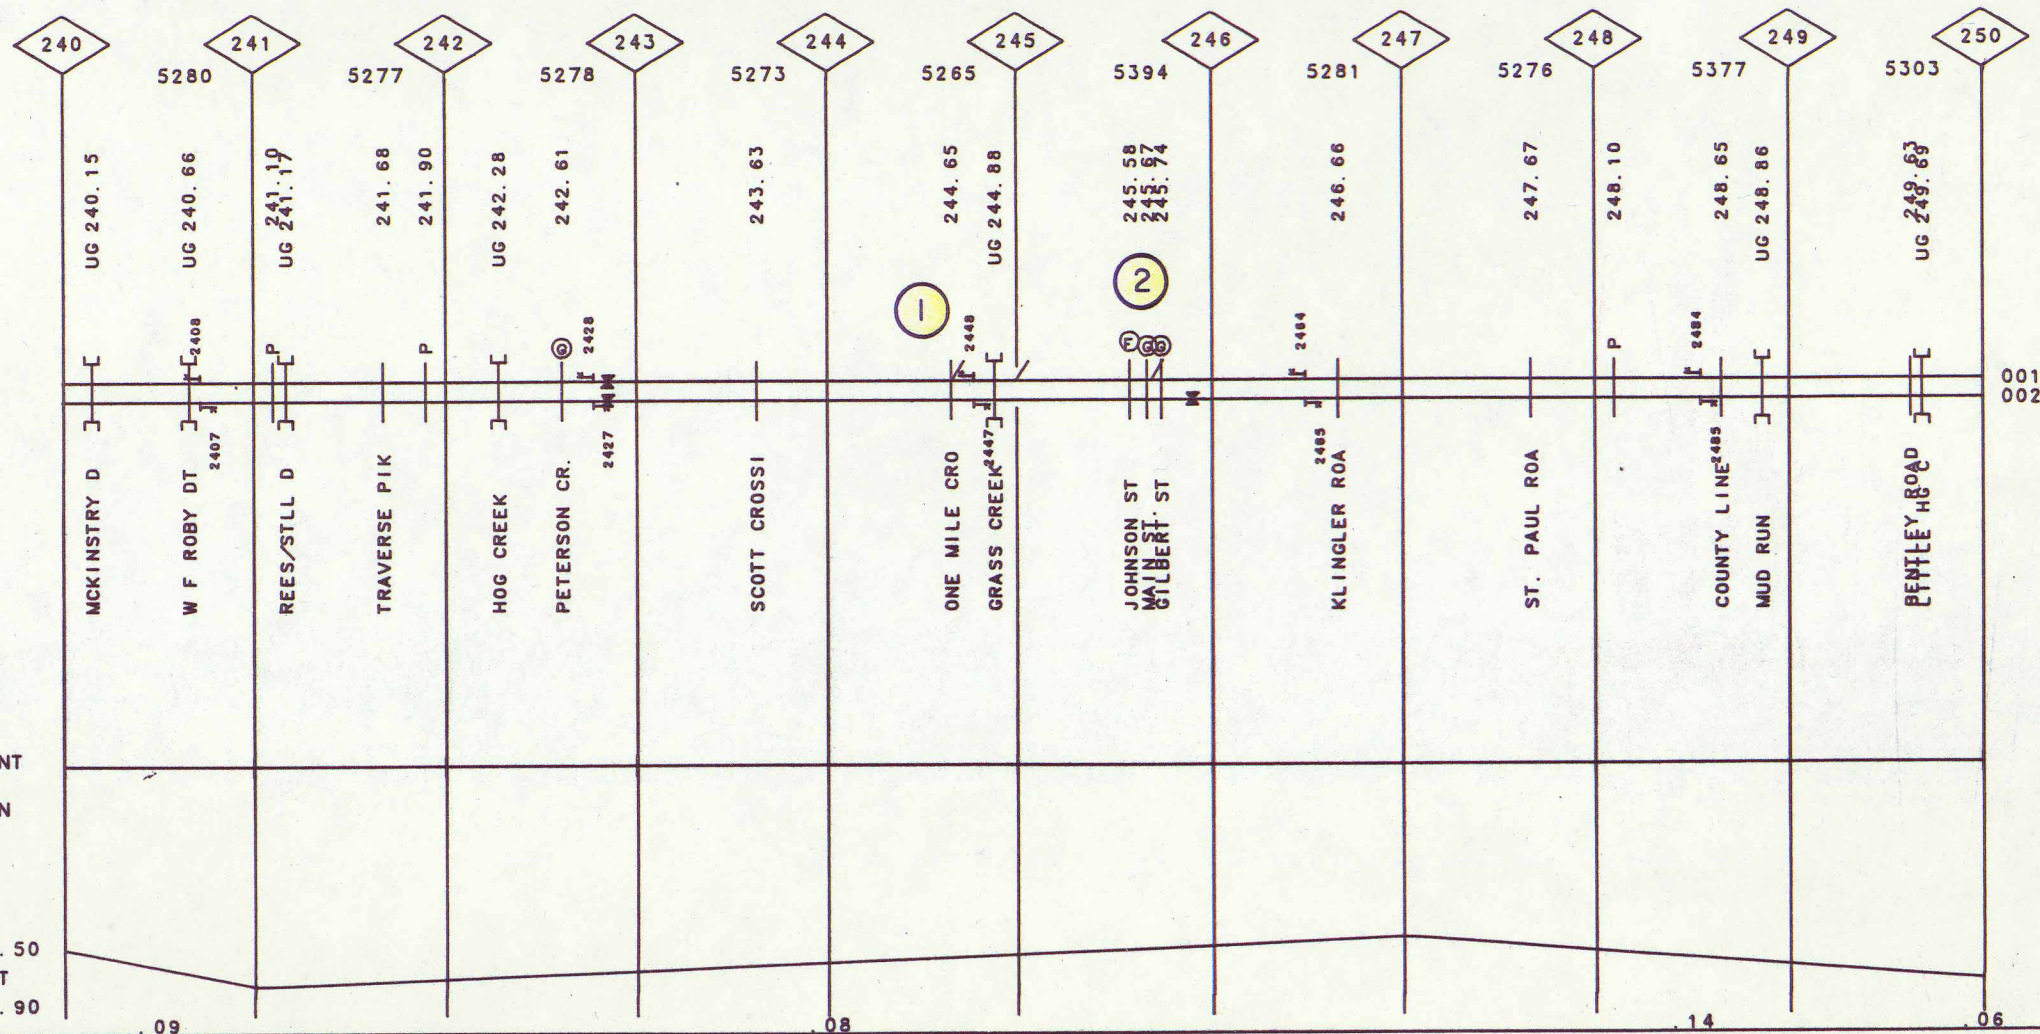 240 241 242 243 244 245 246 247 248 249 250
5280 5277 5278 5273 5265 5394 5281 5276 5377 5303
UG 240.15
UG 240.66
241.10
UG 241.17
241.68
241.90
UG 242.28
242.61
243.63
244.65
UG 244.88
245.58
245.67
245.74
246.66
247.67
248.10
248.65
UG 248.86
249.63
UG 249.69
1
2
2408
P
P
G
2428
2448
F
G
G
2464
P
2484
001
002
2407
2427
2447
2465
2485
MCKINSTRY D
W F ROBY DT
REES/STLL D
TRAVERSE PIK
HOG CREEK
PETERSON CR.
SCOTT CROSSI
ONE MILE CRO
GRASS CREEK
JOHNSON ST
MAIN ST.
GILBERT ST
KLINGLER ROA
ST. PAUL ROA
COUNTY LINE
MUD RUN
BENTLEY ROAD
LITTLE HG C
NT
N
.50
T
.90
.09 .08 .14 .06